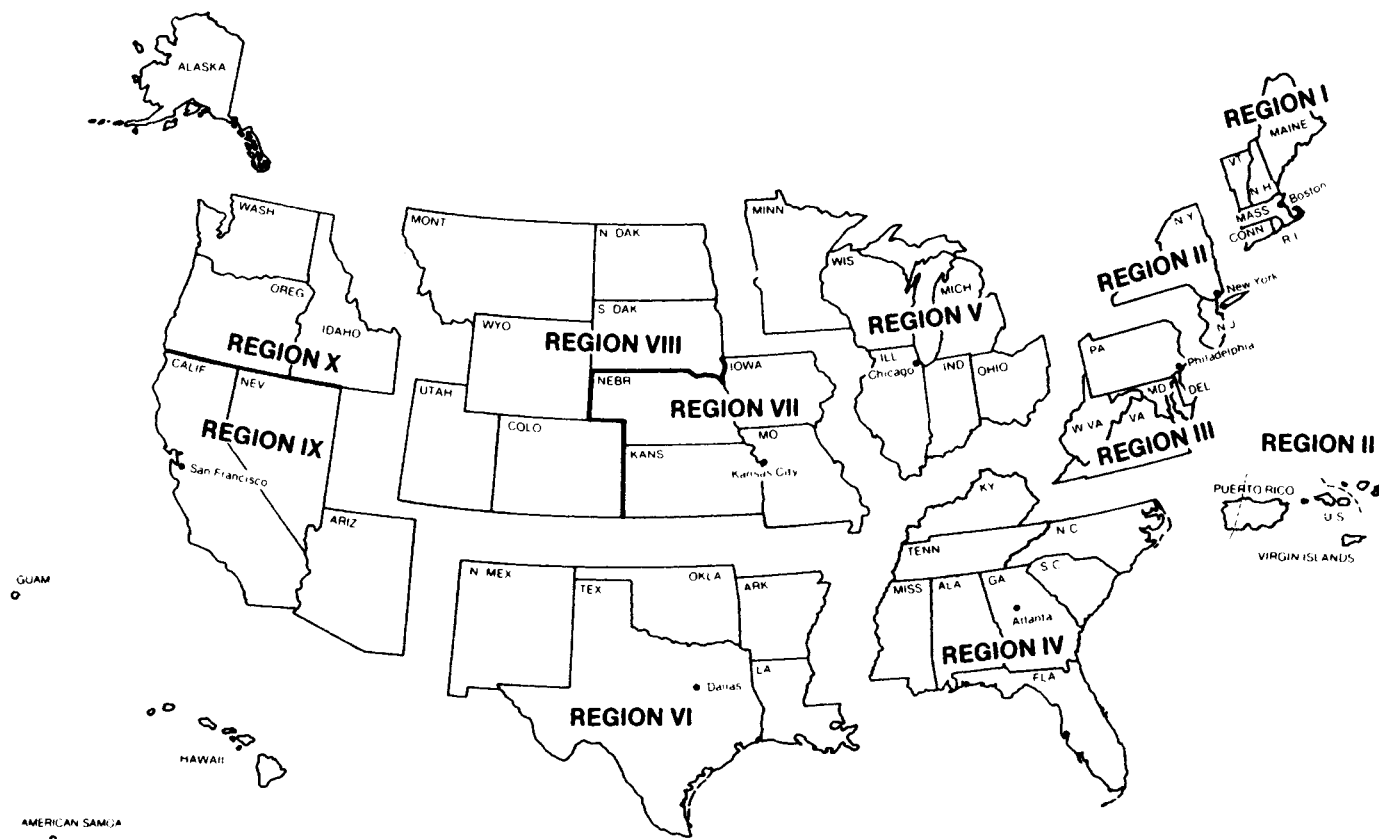 ALASKA
REGION I
MAINE
VT
N H
Boston
MASS
CONN
R I
WASH
MONT
N DAK
MINN
N Y
OREG
WIS
MICH
REGION II
New York
S DAK
IDAHO
WYO
REGION V
N J
REGION X
REGION VIII
PA
Philadelphia
CALIF
NEV
UTAH
NEBR
IOWA
ILL
Chicago
IND
OHIO
MD
DEL
REGION IX
COLO
REGION VII
W VA
VA
REGION III
REGION II
San Francisco
KANS
MO
Kansas City
KY
PUERTO RICO
U S
VIRGIN ISLANDS
ARIZ
N C
TENN
S C
GUAM
N MEX
TEX
OKLA
ARK
MISS
ALA
GA
Atlanta
REGION IV
LA
FLA
Dallas
REGION VI
HAWAII
AMERICAN SAMOA